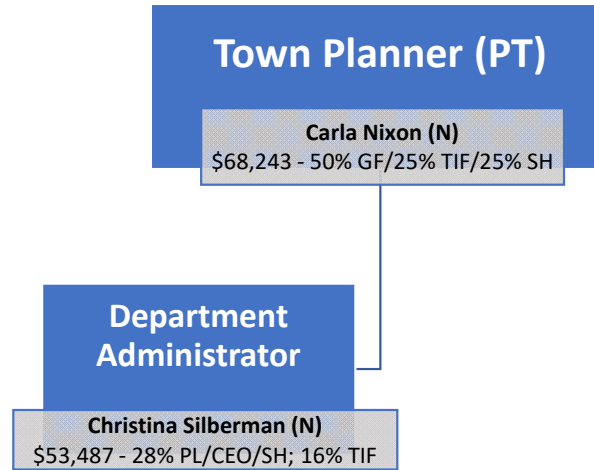 Town Planner (PT)
Carla Nixon (N)
$68,243 - 50% GF/25% TIF/25% SH
Department
Administrator
Christina Silberman (N)
$53,487 - 28% PL/CEO/SH; 16% TIF